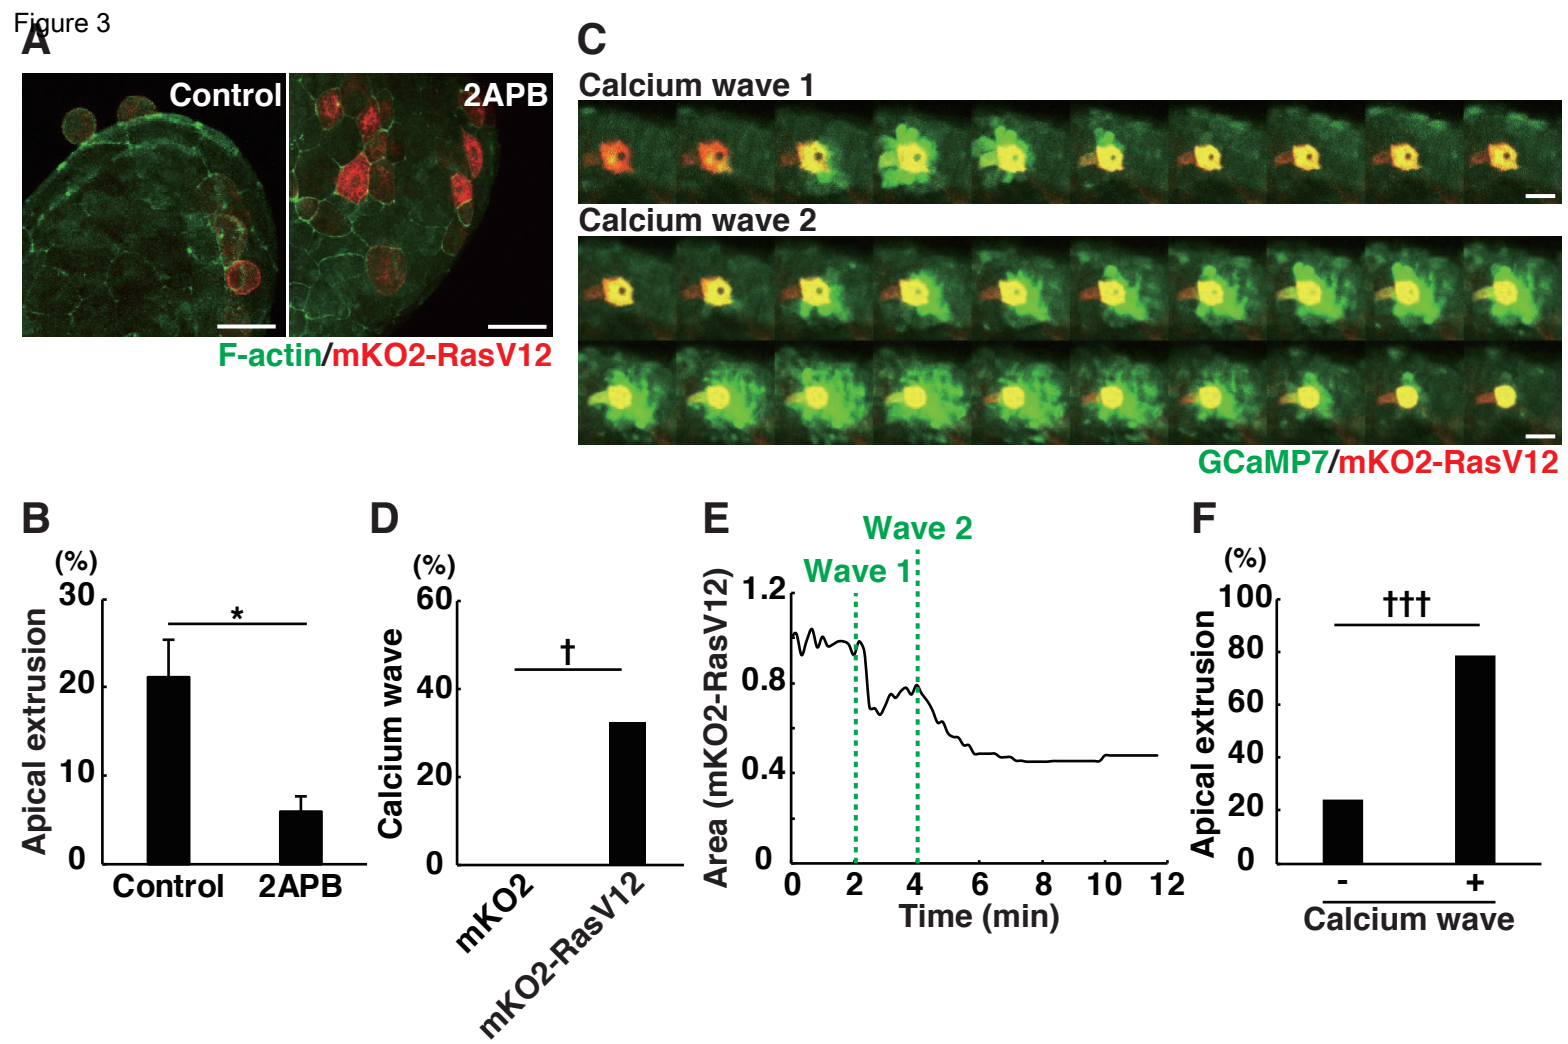 Figure 3
A
Control
2APB
F-actin/mKO2-RasV12
C
Calcium wave 1
Calcium wave 2
GCaMP7/mKO2-RasV12
B
(%)
Apical extrusion
30
20
10
0
*
Control
2APB
D
(%)
Calcium wave
60
40
20
0
†
mKO2
mKO2-RasV12
E
Wave 2
Wave 1
Area (mKO2-RasV12)
1.2
0.8
0.4
0
0 2 4 6 8 10 12
Time (min)
F
(%)
Apical extrusion
100
80
60
40
20
0
†††
- +
Calcium wave